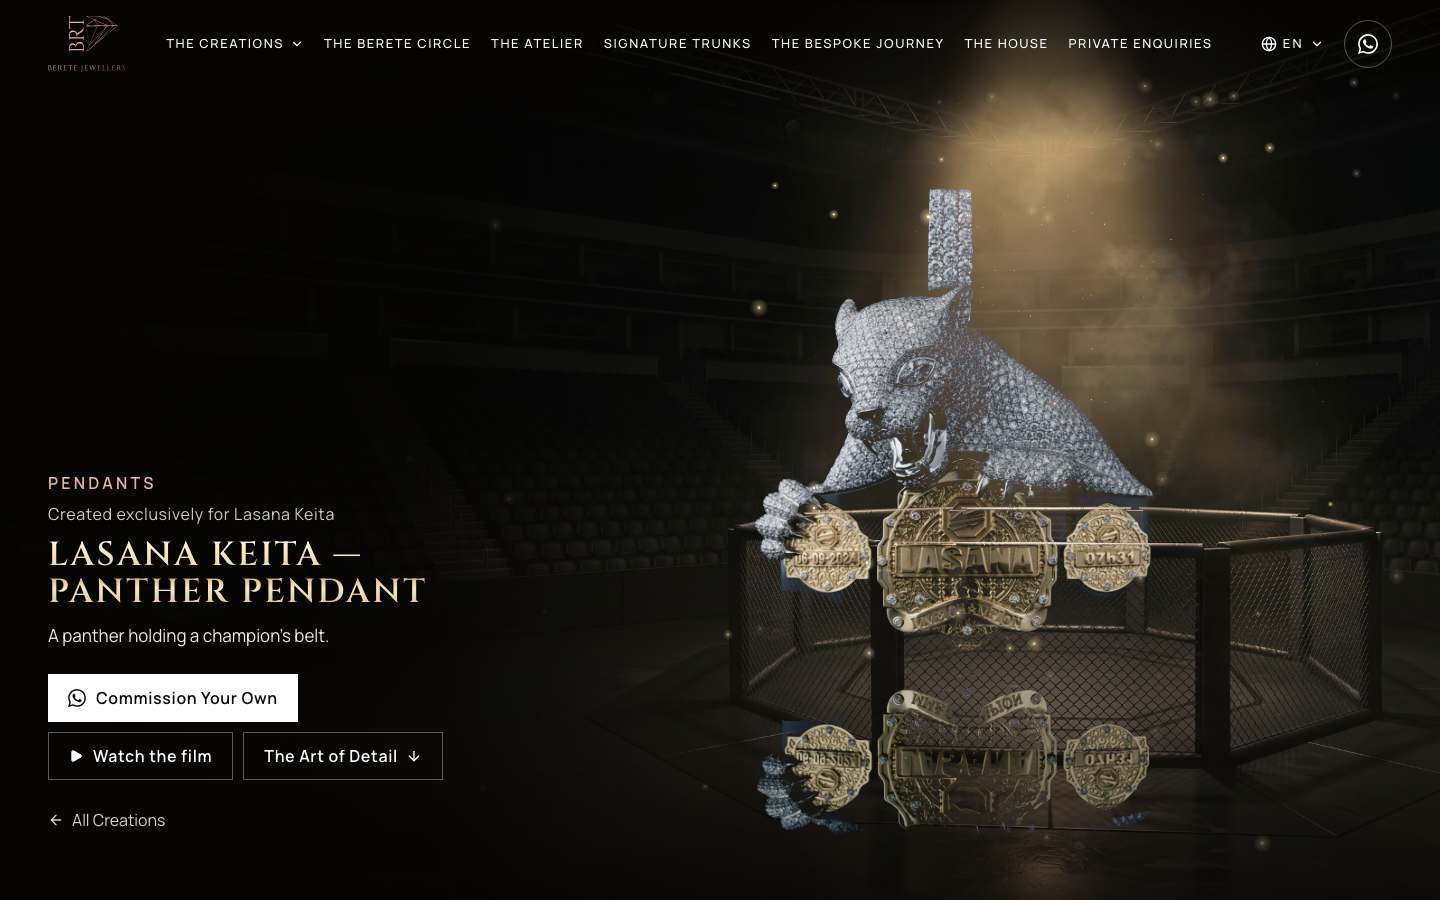 BRT
BERETE JEWELLERS
THE CREATIONS
THE BERETE CIRCLE
THE ATELIER
SIGNATURE TRUNKS
THE BESPOKE JOURNEY
THE HOUSE
PRIVATE ENQUIRIES
EN
PENDANTS
Created exclusively for Lasana Keita
LASANA KEITA —
PANTHER PENDANT
A panther holding a champion's belt.
Commission Your Own
Watch the film
The Art of Detail
All Creations
LASANA